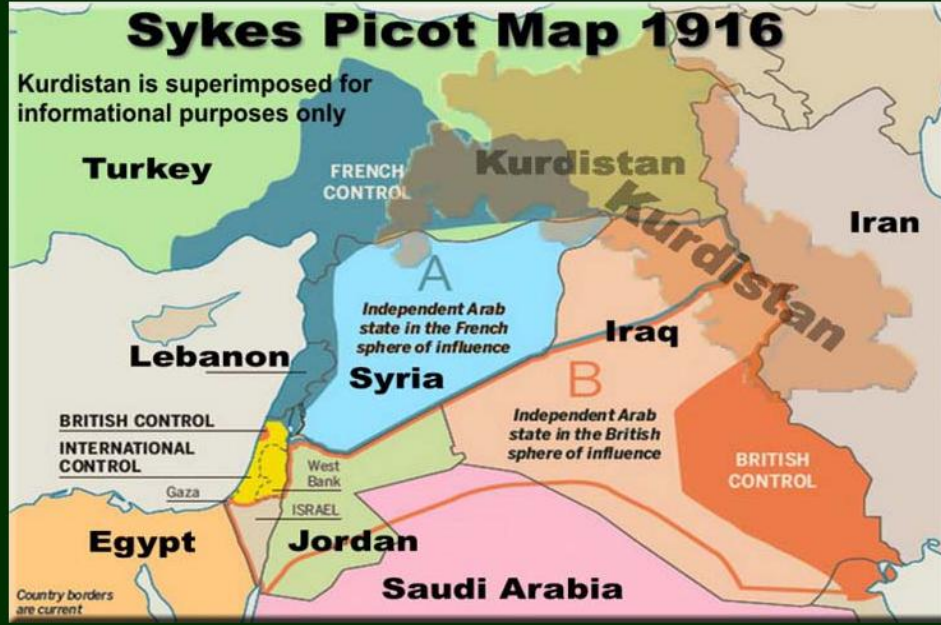 Sykes Picot Map 1916
Kurdistan is superimposed for
informational purposes only
Turkey
FRENCH
CONTROL
Kurdistan
Kurdistan
Iran
A
Independent Arab
state in the French
sphere of influence
Iraq
Lebanon
Syria
B
Independent Arab
state in the British
sphere of influence
BRITISH CONTROL
INTERNATIONAL
CONTROL
BRITISH
CONTROL
Gaza
West
Bank
ISRAEL
Egypt
Jordan
Saudi Arabia
Country borders
are current